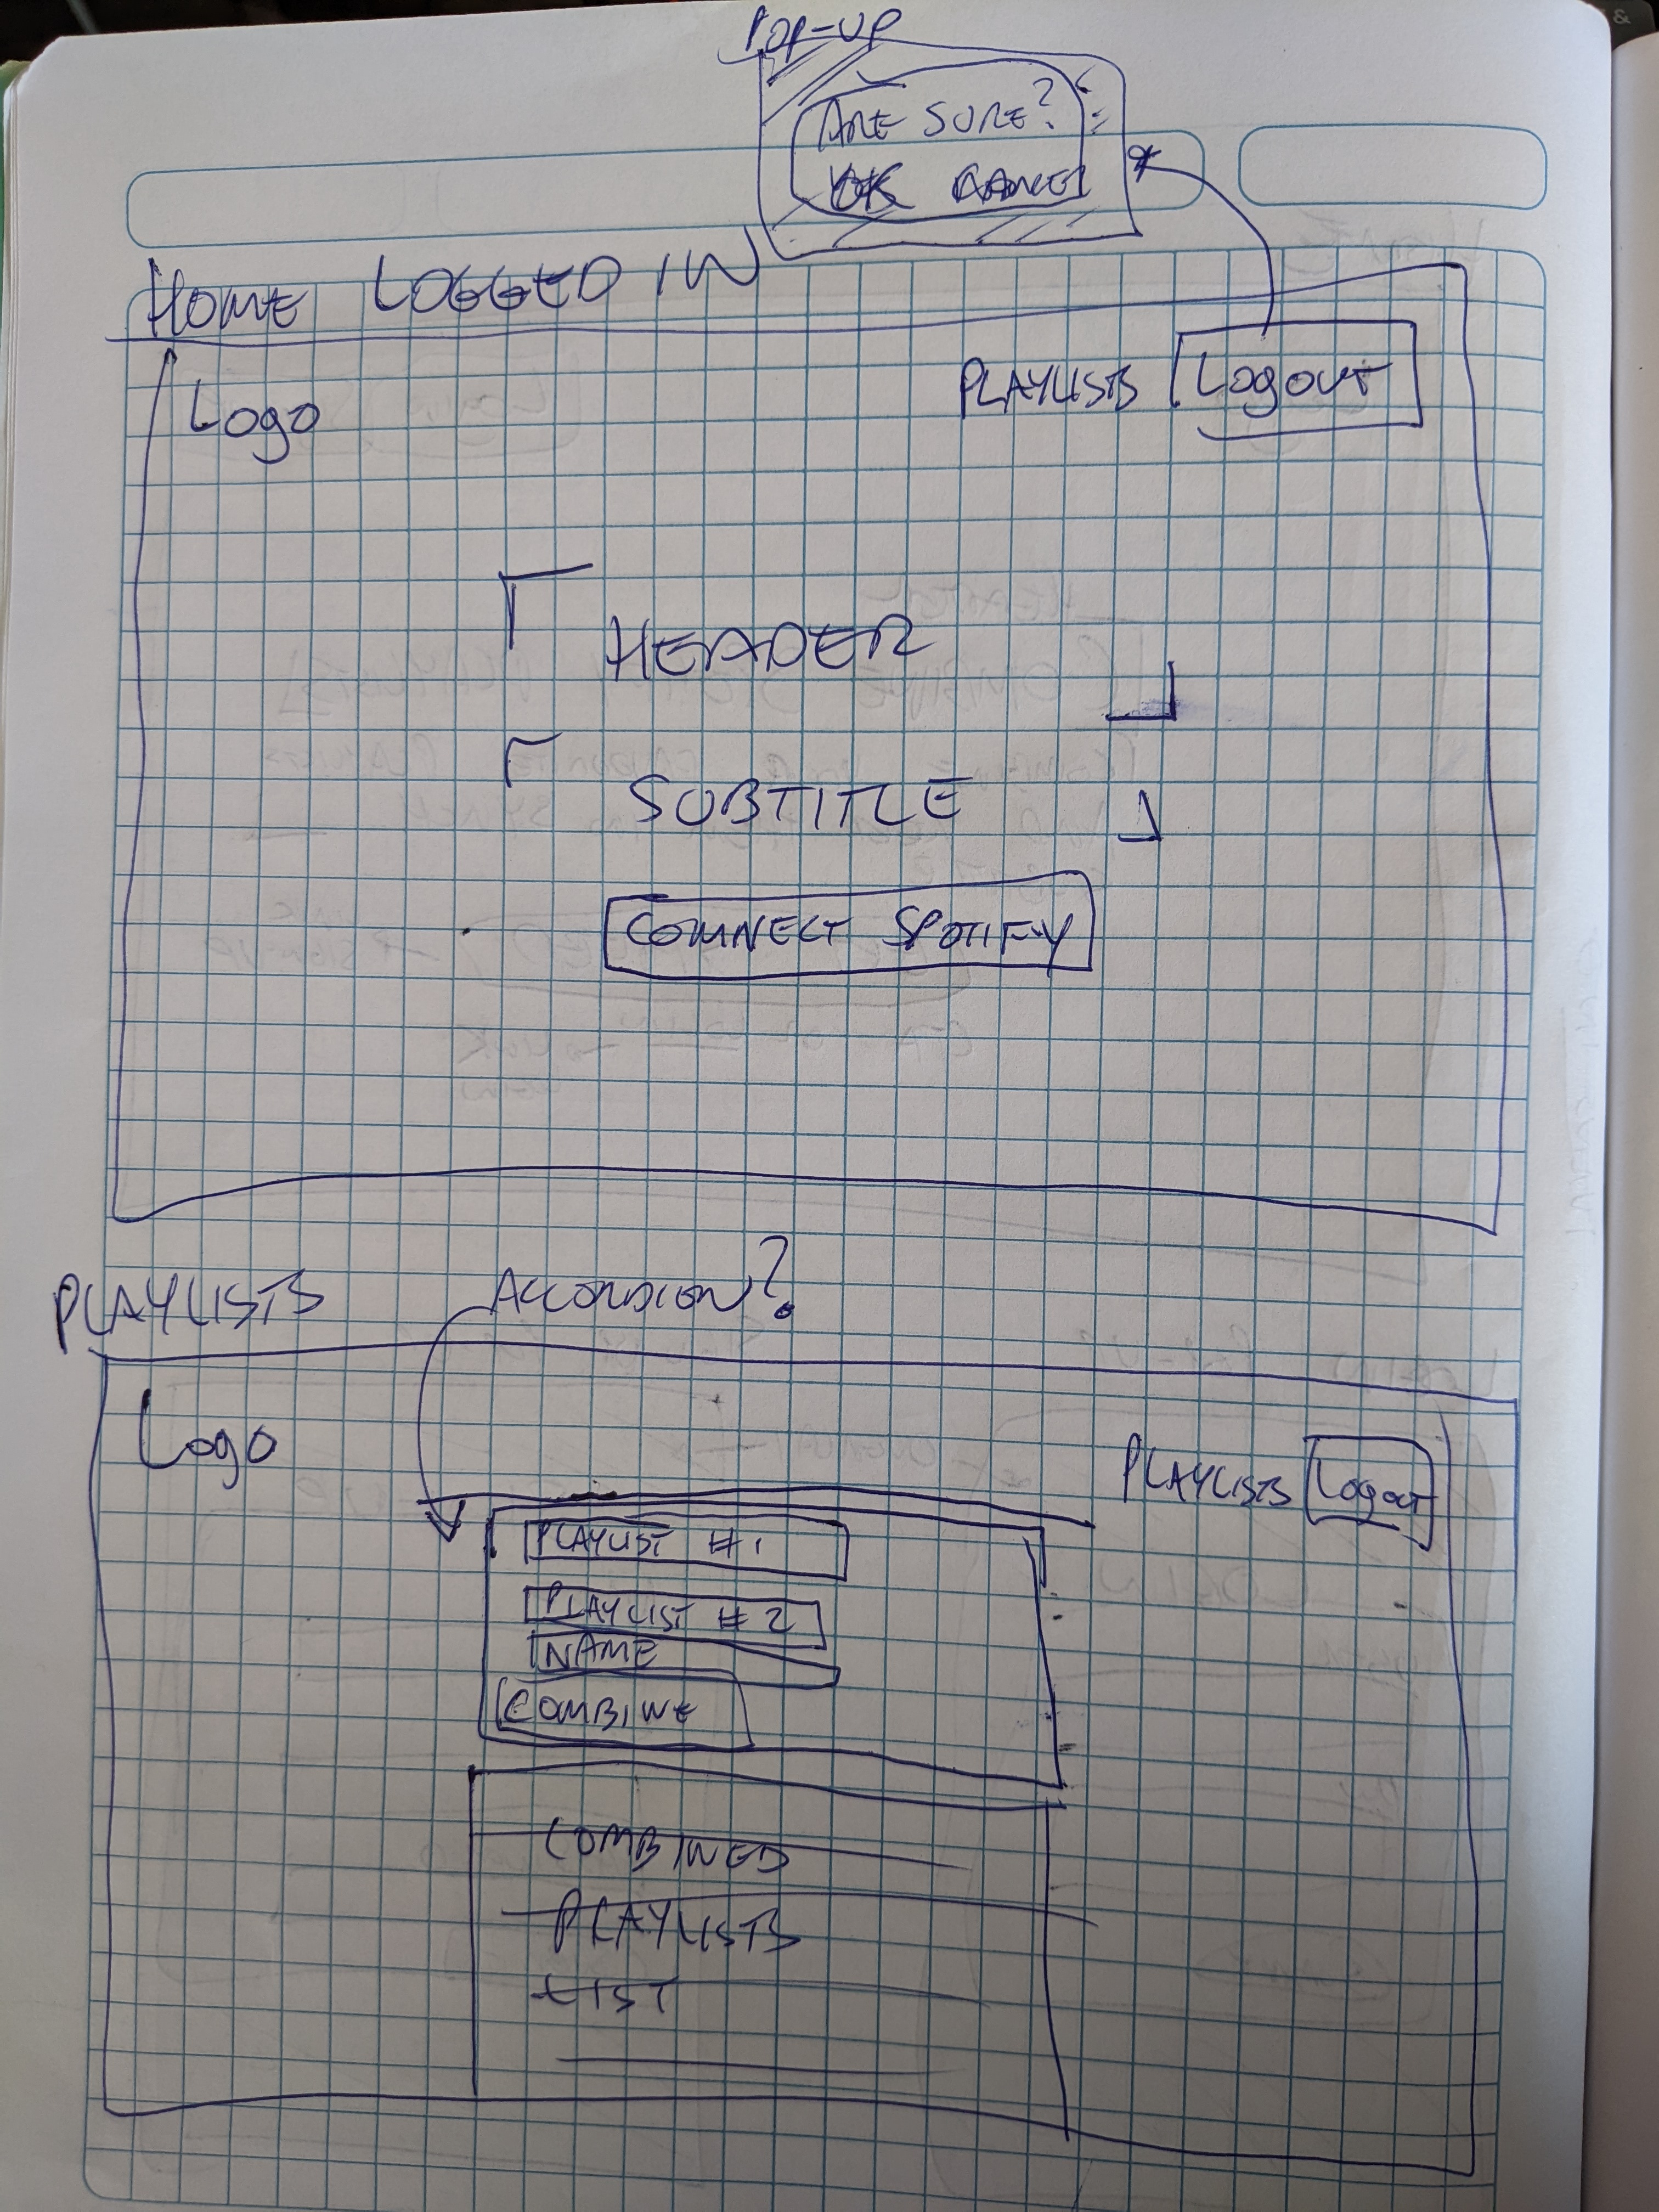 POP-UP
ARE SURE?
OK CANCEL
HOME LOGGED IN
Logo
PLAYLISTS
Logout
HEADER
SUBTITLE
CONNECT SPOTIFY
PLAYLISTS
ACCORDION?
Logo
PLAYLISTS
Logout
PLAYLIST #1
PLAYLIST #2
NAME
COMBINE
COMBINED
PLAYLISTS
LIST